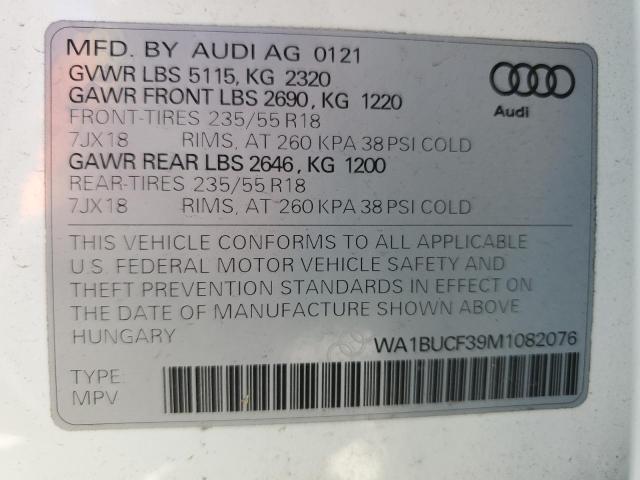 MFD. BY AUDI AG 0121
GVWR LBS 5115, KG 2320
GAWR FRONT LBS 2690, KG 1220
FRONT-TIRES 235/55 R18
7JX18 RIMS, AT 260 KPA 38 PSI COLD
GAWR REAR LBS 2646, KG 1200
REAR-TIRES 235/55 R18
7JX18 RIMS, AT 260 KPA 38 PSI COLD
Audi
THIS VEHICLE CONFORMS TO ALL APPLICABLE
U.S. FEDERAL MOTOR VEHICLE SAFETY AND
THEFT PREVENTION STANDARDS IN EFFECT ON
THE DATE OF MANUFACTURE SHOWN ABOVE
HUNGARY
WA1BUCF39M1082076
TYPE:
MPV